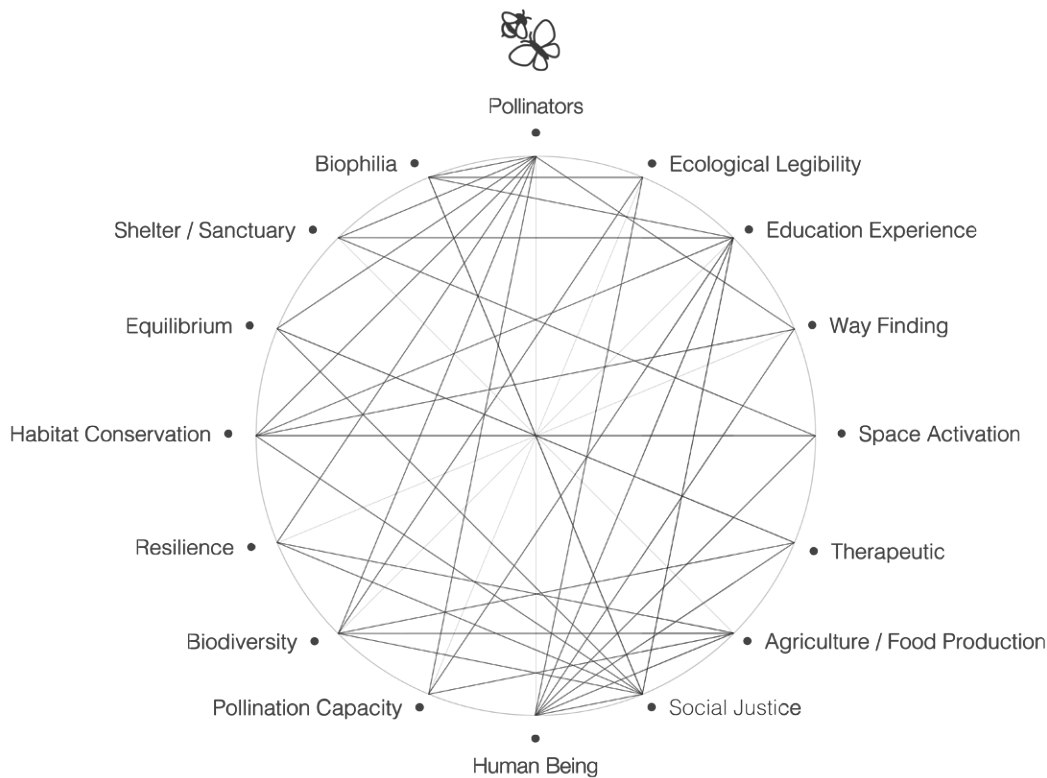 Pollinators
Biophilia
Ecological Legibility
Shelter / Sanctuary
Education Experience
Equilibrium
Way Finding
Habitat Conservation
Space Activation
Resilience
Therapeutic
Biodiversity
Agriculture / Food Production
Pollination Capacity
Social Justice
Human Being